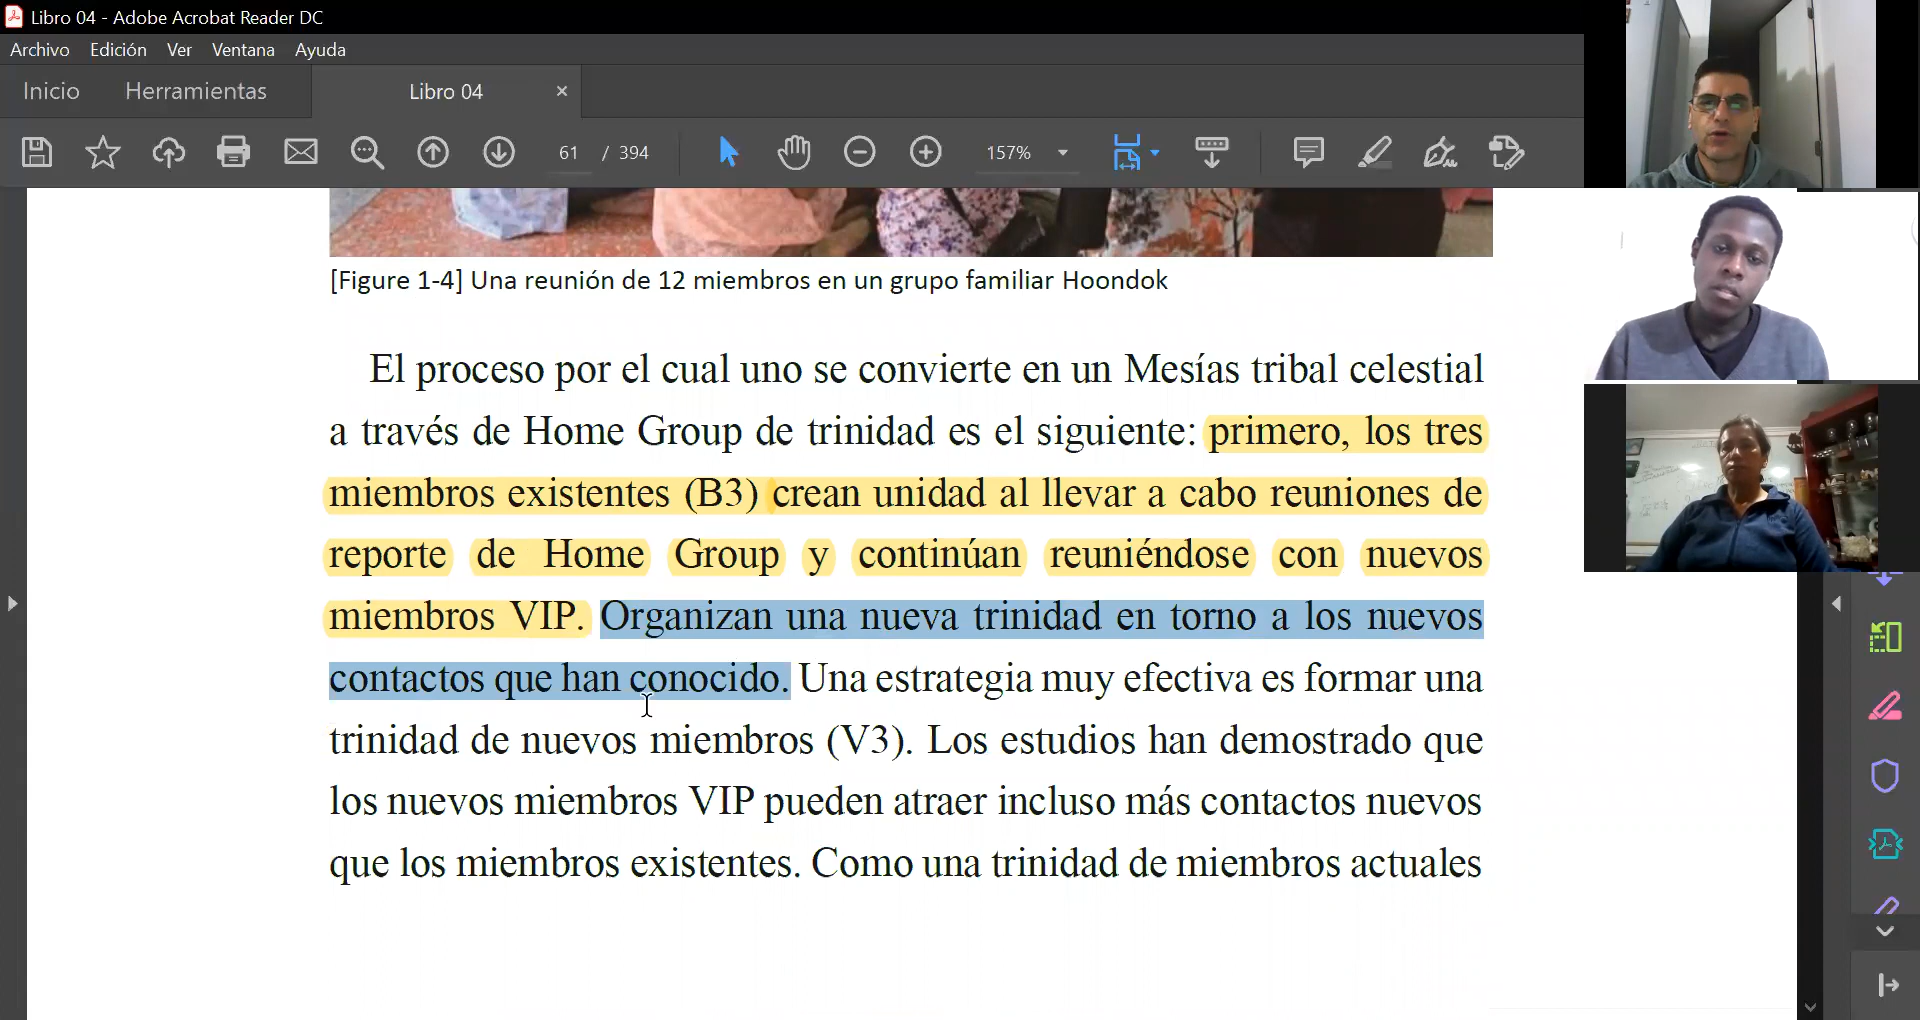 Libro 04 - Adobe Acrobat Reader DC
Archivo Edición Ver Ventana Ayuda
Inicio Herramientas Libro 04 ×
61 / 394 157%
[Figure 1-4] Una reunión de 12 miembros en un grupo familiar Hoondok
El proceso por el cual uno se convierte en un Mesías tribal celestial
a través de Home Group de trinidad es el siguiente: primero, los tres
miembros existentes (B3) crean unidad al llevar a cabo reuniones de
reporte de Home Group y continúan reuniéndose con nuevos
miembros VIP. Organizan una nueva trinidad en torno a los nuevos
contactos que han conocido. Una estrategia muy efectiva es formar una
trinidad de nuevos miembros (V3). Los estudios han demostrado que
los nuevos miembros VIP pueden atraer incluso más contactos nuevos
que los miembros existentes. Como una trinidad de miembros actuales